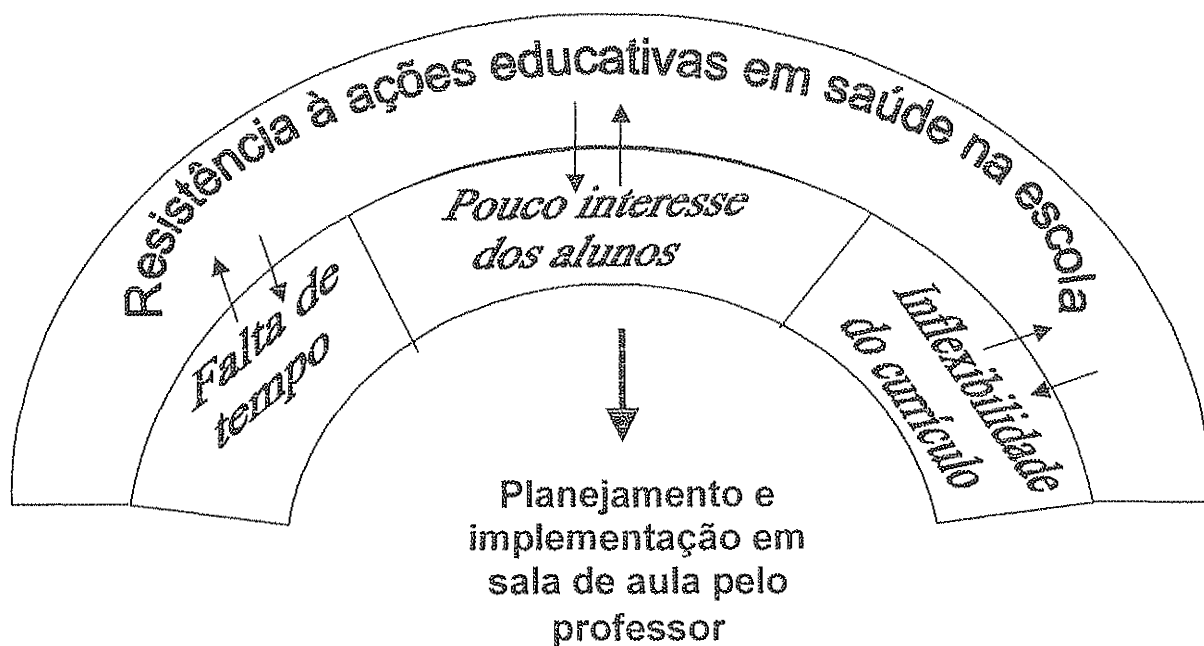 Resistência à ações educativas em saúde na escola
Pouco interesse
dos alunos
Falta de
tempo
Inflexibilidade
do currículo
Planejamento e
implementação em
sala de aula pelo
professor